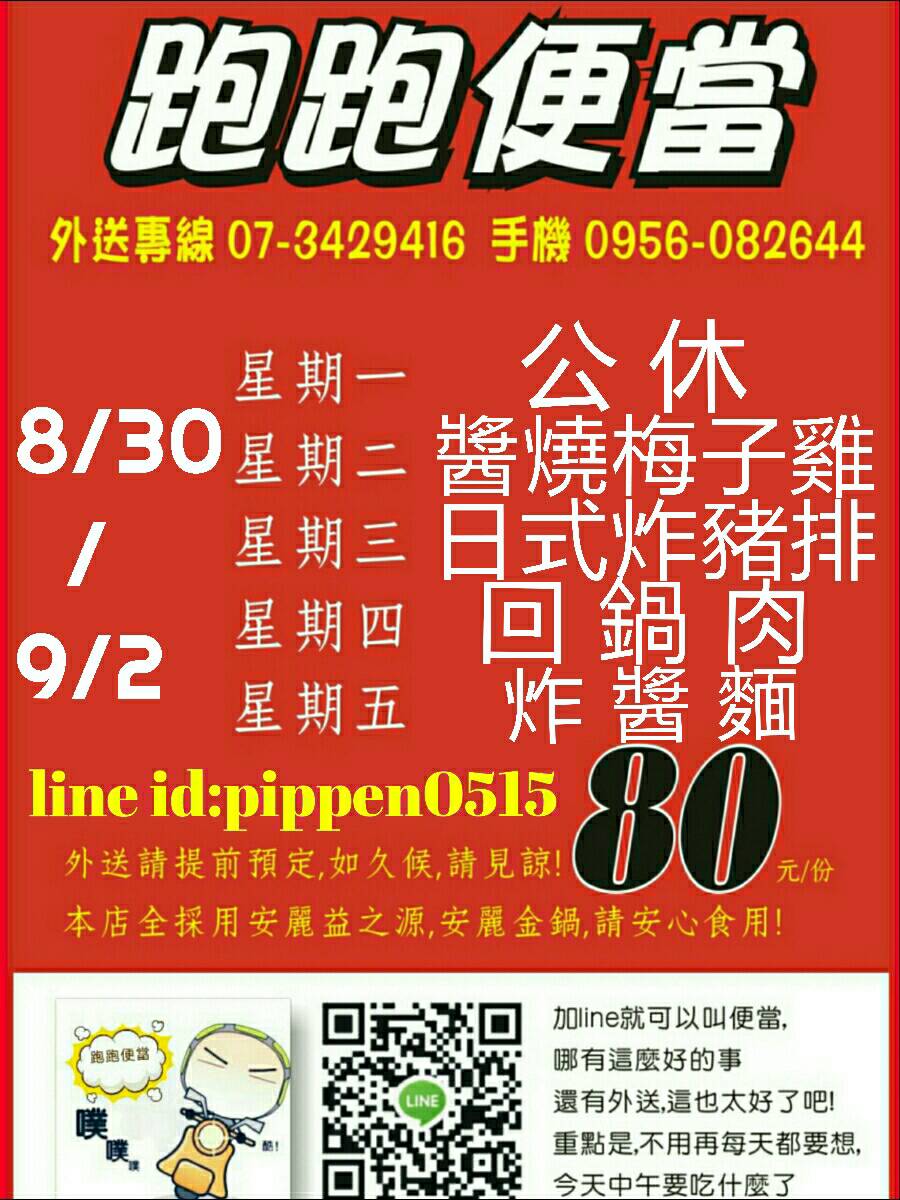 跑跑便當
外送專線 07-3429416 手機 0956-082644
8/30
/
9/2
星期一 公休
星期二 醬燒梅子雞
星期三 日式炸豬排
星期四 回鍋肉
星期五 炸醬麵
line id:pippen0515
80元/份
外送請提前預定,如久候,請見諒!
本店全採用安麗益之源,安麗金鍋,請安心食用!
跑跑便當
噗
噗
噗
酷!
LINE
加line就可以叫便當,
哪有這麼好的事
還有外送,這也太好了吧!
重點是,不用再每天都要想,
今天中午要吃什麼了